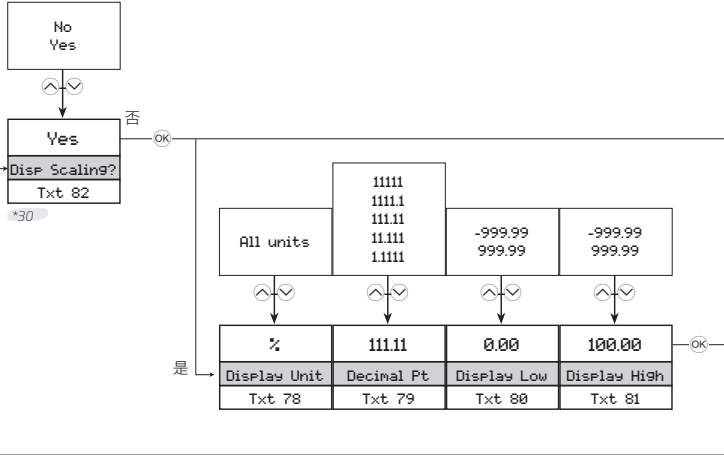 No
Yes
否
Yes
OK
Disp Scaling?
Txt 82
*30
11111
1111.1
111.11
11.111
1.1111
All units
-999.99
999.99
-999.99
999.99
%
111.11
0.00
100.00
OK
是
Display Unit
Decimal Pt
Display Low
Display High
Txt 78
Txt 79
Txt 80
Txt 81